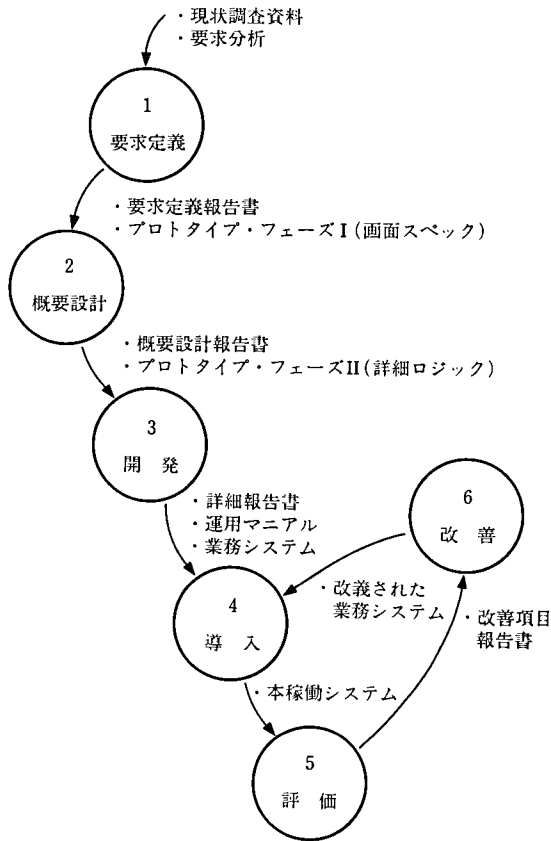 ・現状調査資料
・要求分析
1
要求定義
・要求定義報告書
・プロトタイプ・フェーズⅠ(画面スペック)
2
概要設計
・概要設計報告書
・プロトタイプ・フェーズⅡ(詳細ロジック)
3
開 発
・詳細報告書
・運用マニアル
・業務システム
6
改 善
・改義された
業務システム
・改善項目
報告書
4
導 入
・本稼働システム
5
評 価